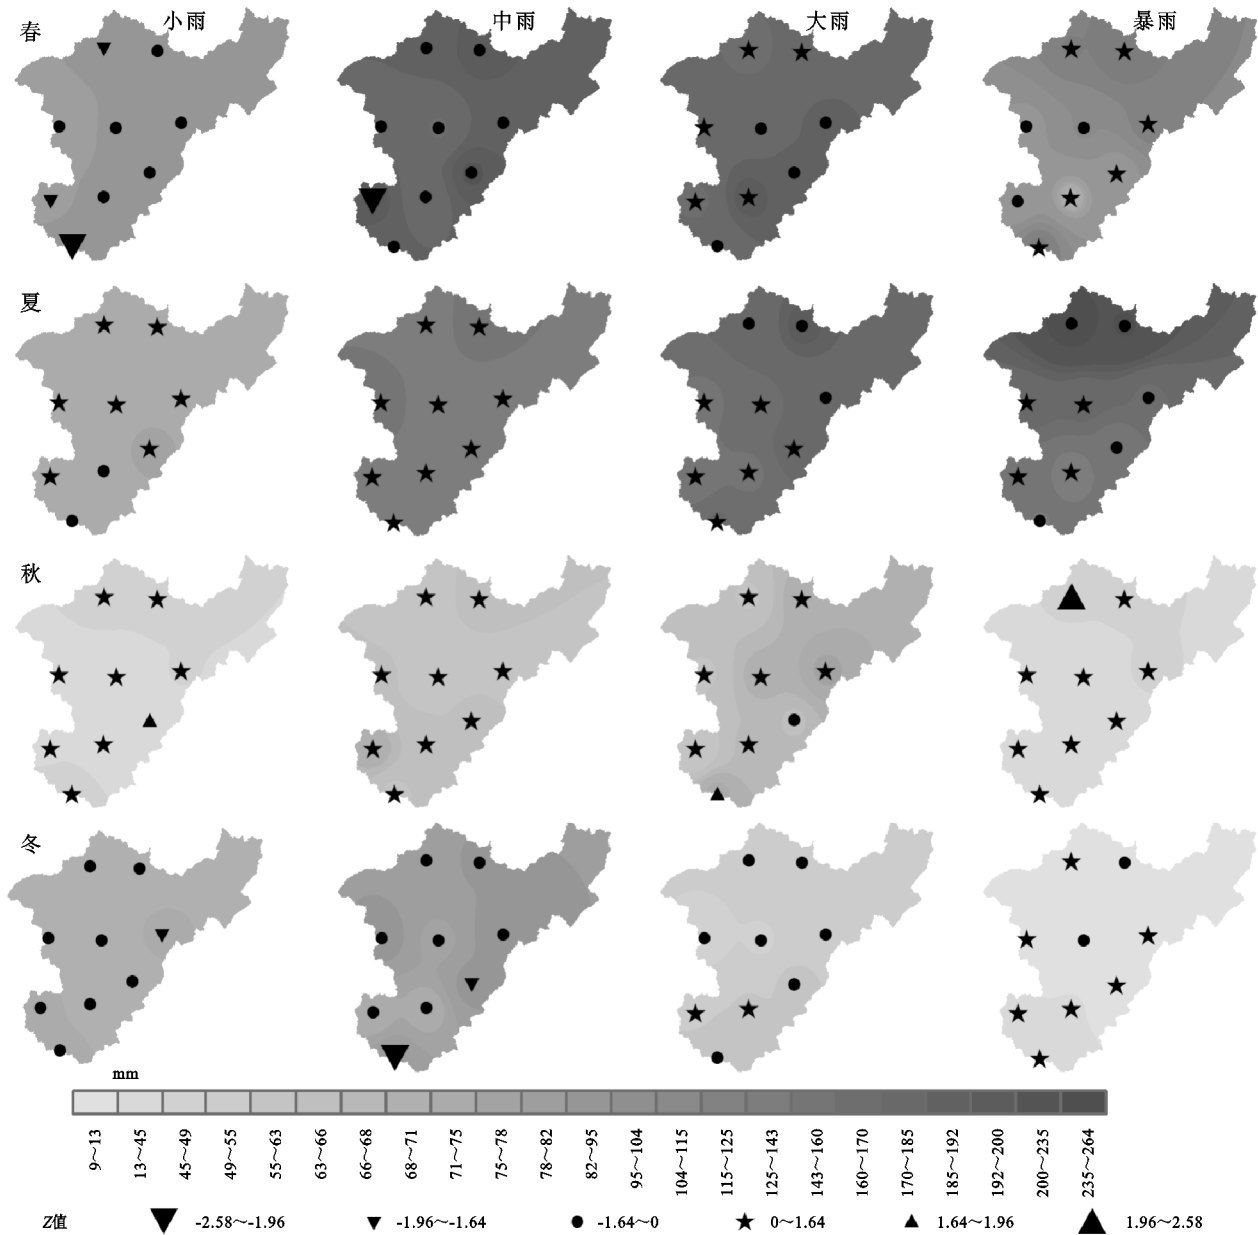 春 小雨 中雨 大雨 暴雨
夏
秋
冬
mm
9～13 13～45 45～49 49～55 55～63 63～66 66～68 68～71 71～75 75～78 78～82 82～95 95～104 104～115 115～125 125～143 143～160 160～170 170～185 185～192 192～200 200～235 235～264
Z值 -2.58～-1.96 -1.96～-1.64 -1.64～0 0～1.64 1.64～1.96 1.96～2.58